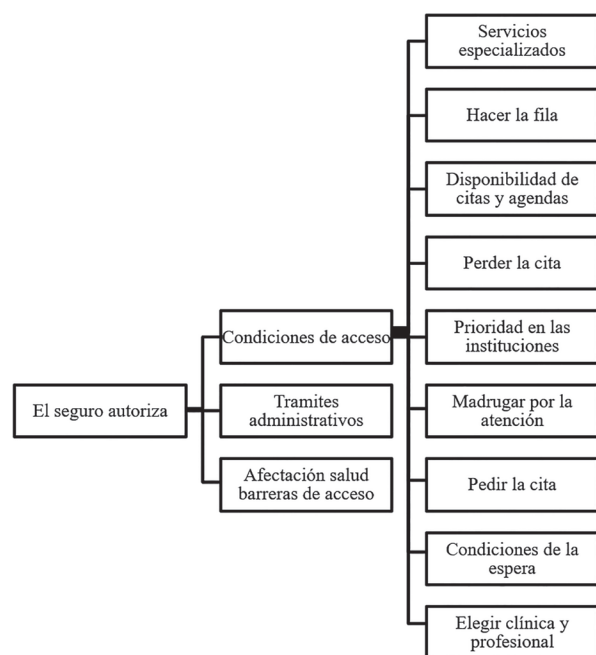 El seguro autoriza
Condiciones de acceso
Tramites
administrativos
Afectación salud
barreras de acceso
Servicios
especializados
Hacer la fila
Disponibilidad de
citas y agendas
Perder la cita
Prioridad en las
instituciones
Madrugar por la
atención
Pedir la cita
Condiciones de la
espera
Elegir clínica y
profesional